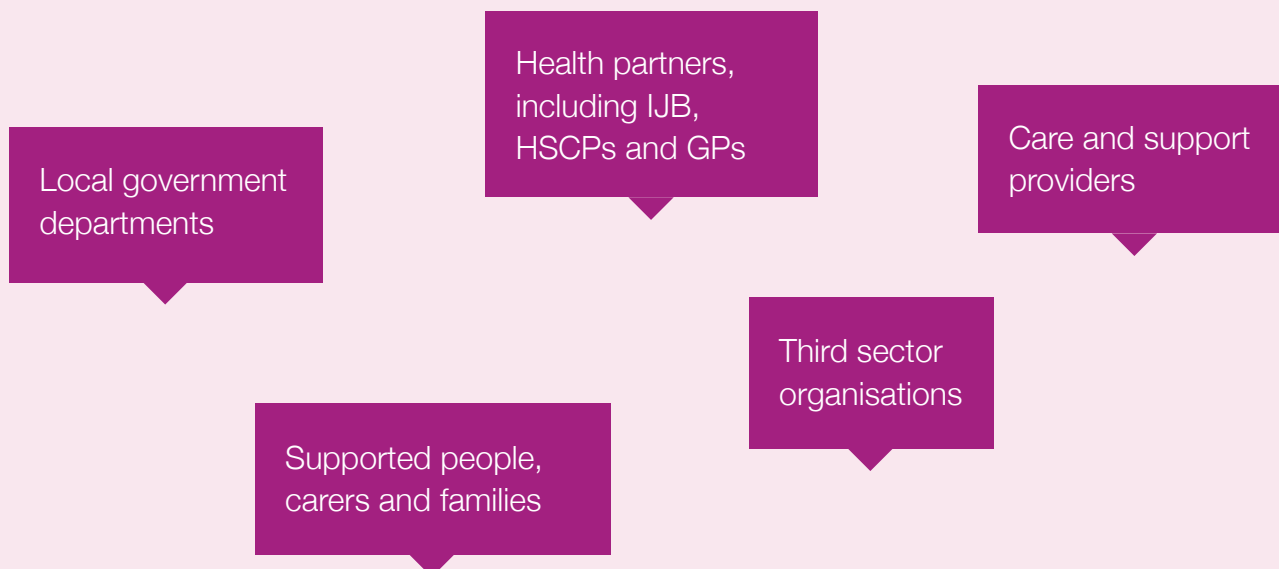 Health partners,
including IJB,
HSCPs and GPs
Care and support
providers
Local government
departments
Third sector
organisations
Supported people,
carers and families